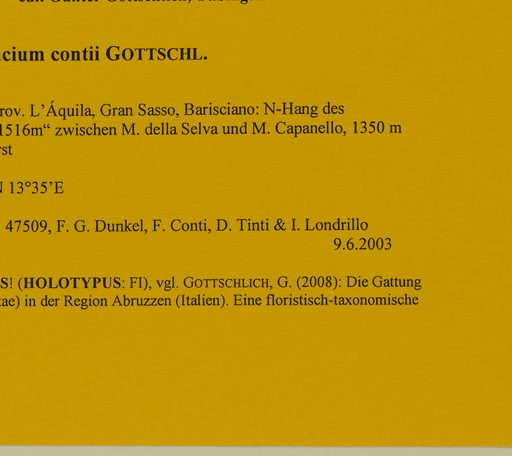 cium contii GOTTSCHL.
rov. L'Áquila, Gran Sasso, Barisciano: N-Hang des
1516m“ zwischen M. della Selva und M. Capanello, 1350 m
rst
N 13°35’E
47509, F. G. Dunkel, F. Conti, D. Tinti & I. Londrillo
9.6.2003
S! (HOLOTYPUS: FI), vgl. GOTTSCHLICH, G. (2008): Die Gattung
tae) in der Region Abruzzen (Italien). Eine floristisch-taxonomische